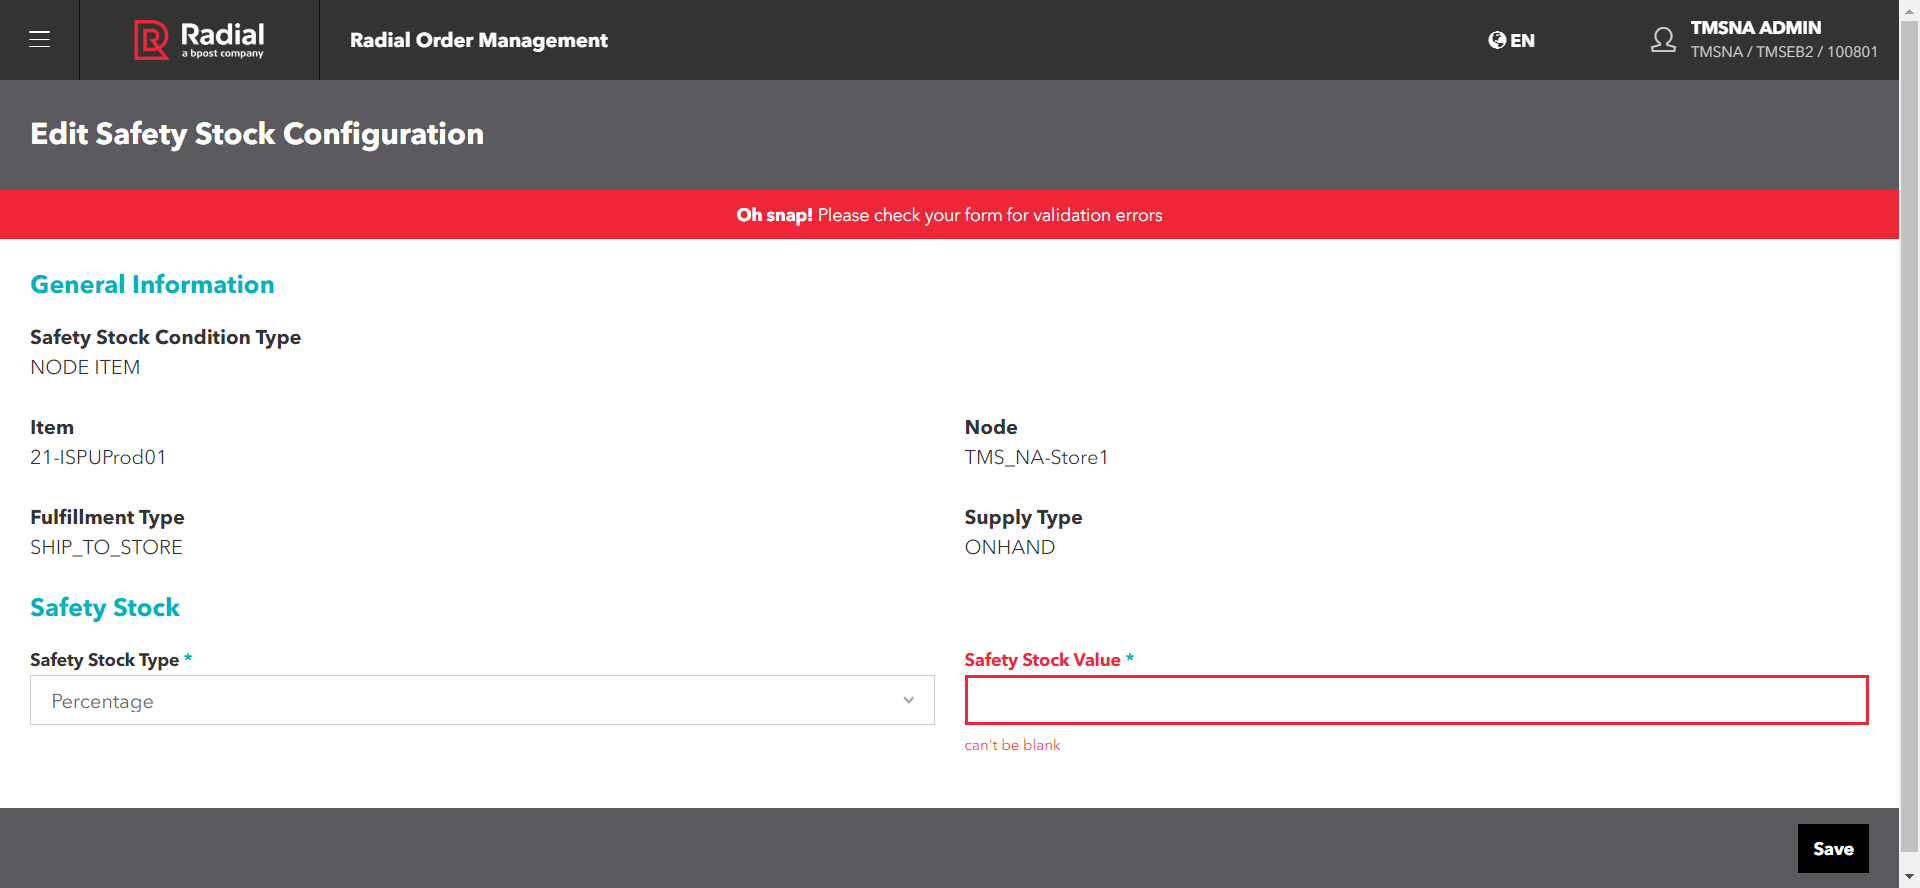 Radial
a bpost company
Radial Order Management
EN
TMSNA ADMIN
TMSNA / TMSEB2 / 100801
Edit Safety Stock Configuration
Oh snap! Please check your form for validation errors
General Information
Safety Stock Condition Type
NODE ITEM
Item
21-ISPUProd01
Node
TMS_NA-Store1
Fulfillment Type
SHIP_TO_STORE
Supply Type
ONHAND
Safety Stock
Safety Stock Type *
Percentage
Safety Stock Value *
can't be blank
Save